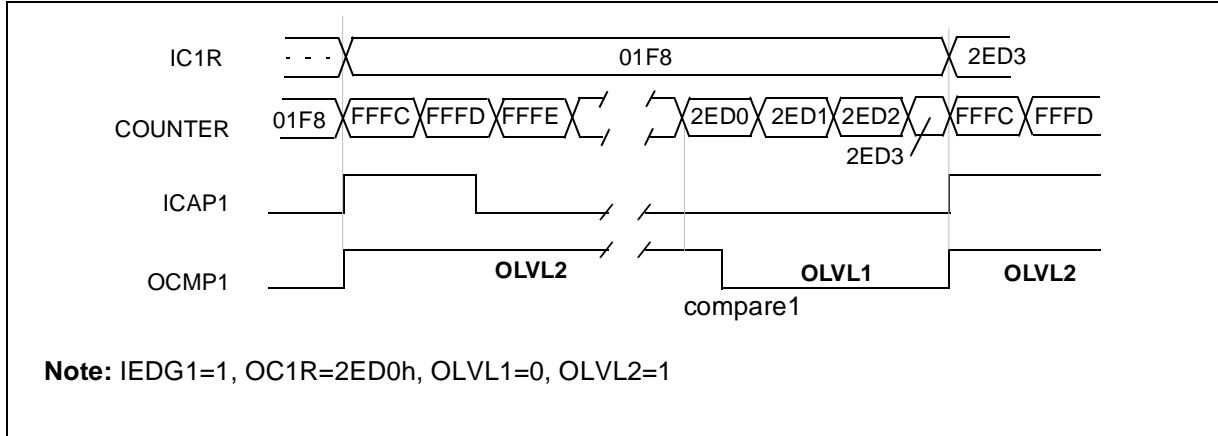 IC1R - - - 01F8 2ED3
COUNTER 01F8 FFFC FFFD FFFE 2ED0 2ED1 2ED2 FFFC FFFD
2ED3
ICAP1
OCMP1 OLVL2 OLVL1 OLVL2
compare1
Note: IEDG1=1, OC1R=2ED0h, OLVL1=0, OLVL2=1